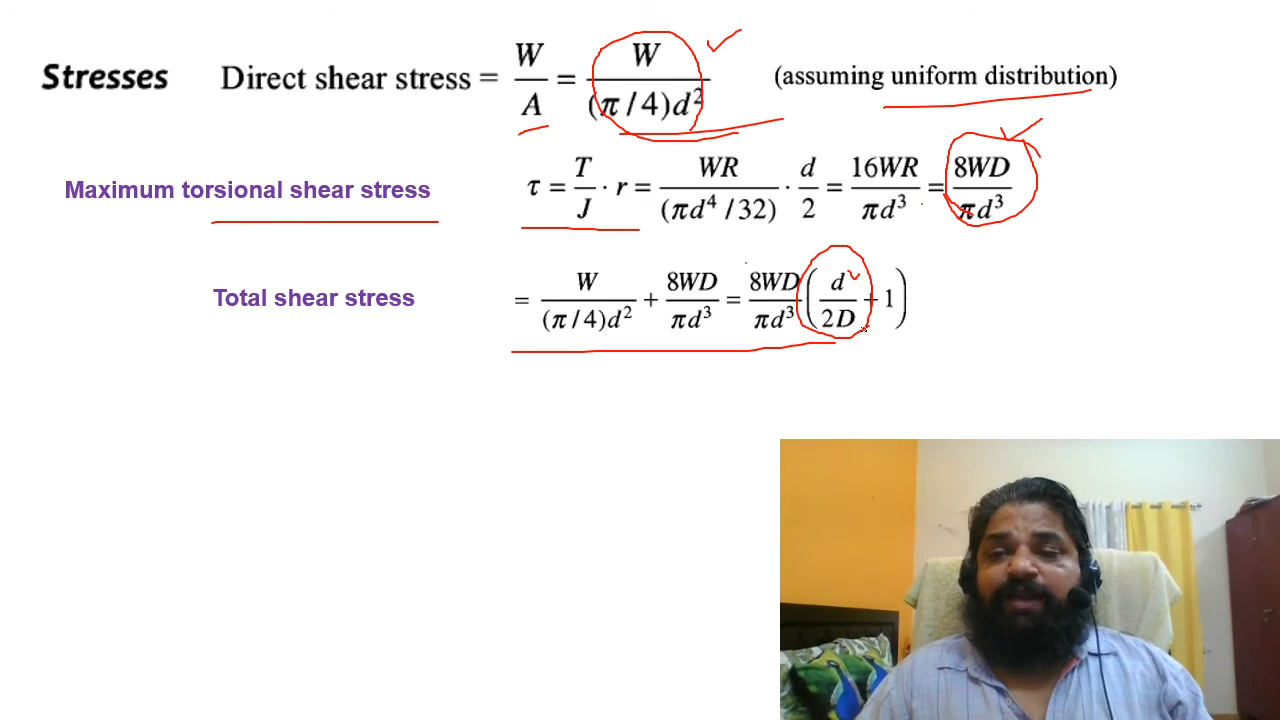 Stresses Direct shear stress = W/A = W/((π/4)d²) (assuming uniform distribution)
Maximum torsional shear stress τ = T/J · r = WR/(πd⁴/32) · d/2 = 16WR/πd³ = 8WD/πd³
Total shear stress = W/((π/4)d²) + 8WD/πd³ = 8WD/πd³ (d/2D + 1)